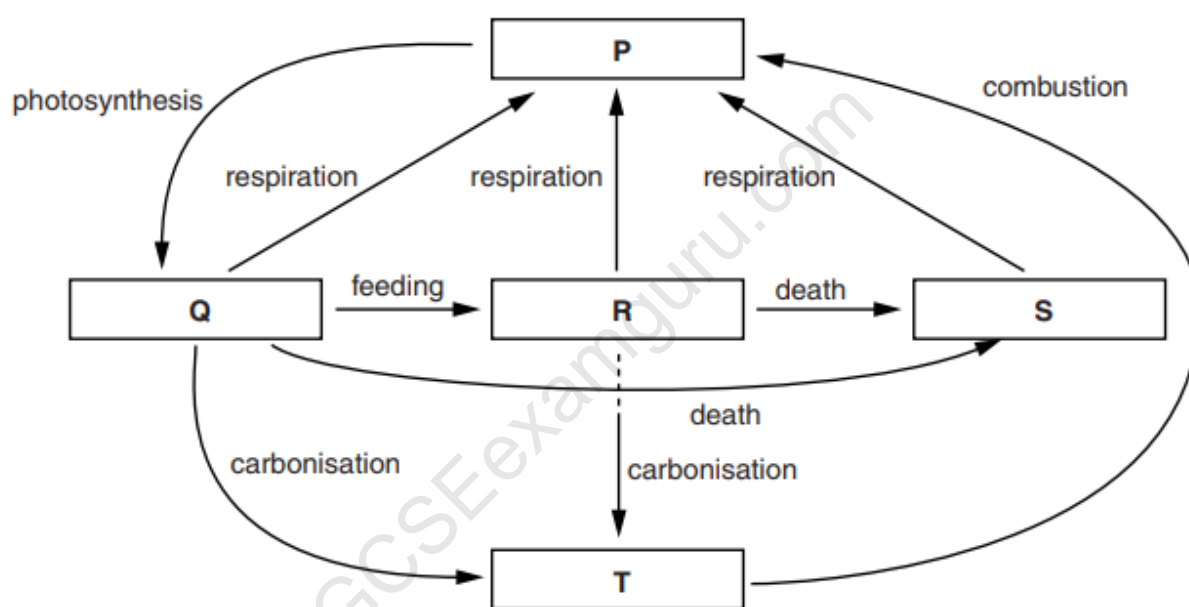 P
photosynthesis
combustion
respiration
respiration
respiration
Q
feeding
R
death
S
death
carbonisation
carbonisation
T
GCSEexamguru.com